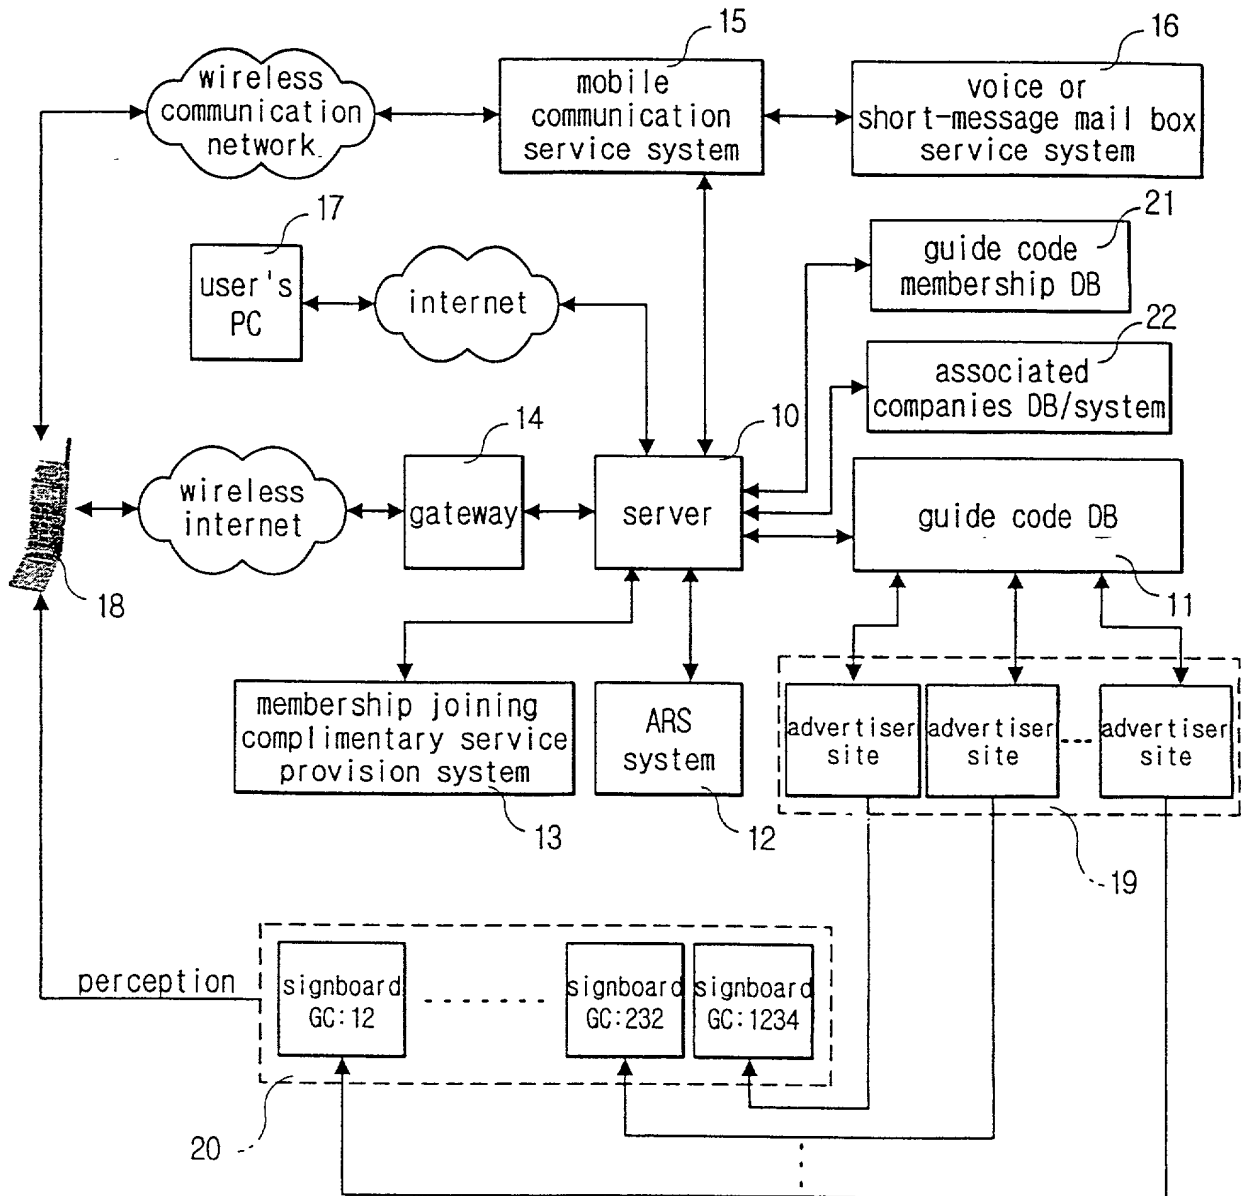 15
16
wireless
communication
network
mobile
communication
service system
voice or
short-message mail box
service system
17
21
user's
PC
internet
guide code
membership DB
22
associated
companies DB/system
14
10
wireless
internet
gateway
server
guide code DB
18
11
membership joining
complimentary service
provision system
ARS
system
advertiser
site
advertiser
site
advertiser
site
13
12
19
perception
signboard
GC:12
signboard
GC:232
signboard
GC:1234
20